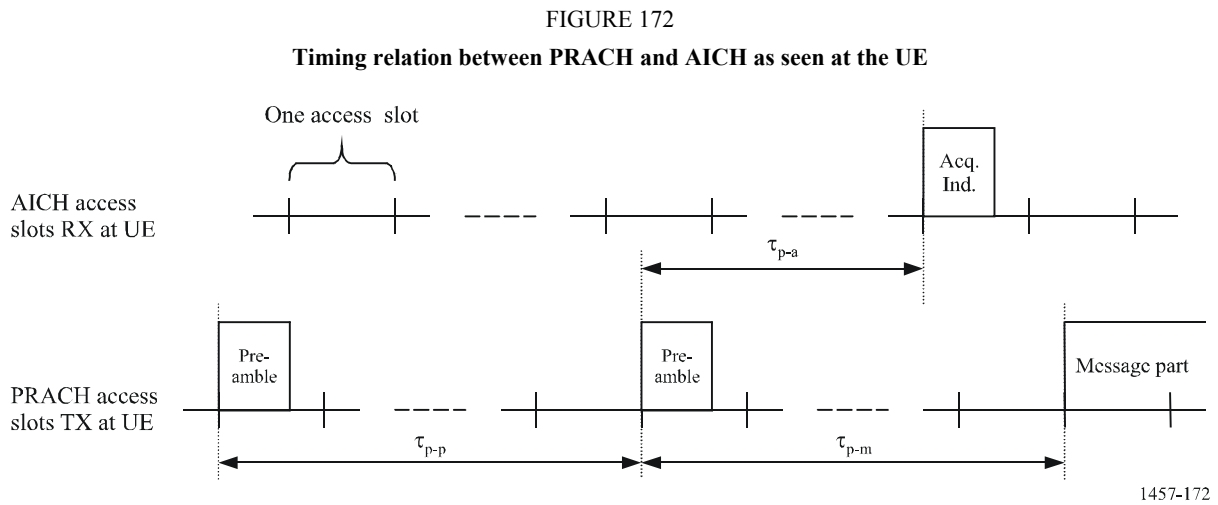 FIGURE 172
Timing relation between PRACH and AICH as seen at the UE
One access slot
AICH access
slots RX at UE
Acq.
Ind.
τp-a
PRACH access
slots TX at UE
Pre-
amble
Pre-
amble
Message part
τp-p
τp-m
1457-172